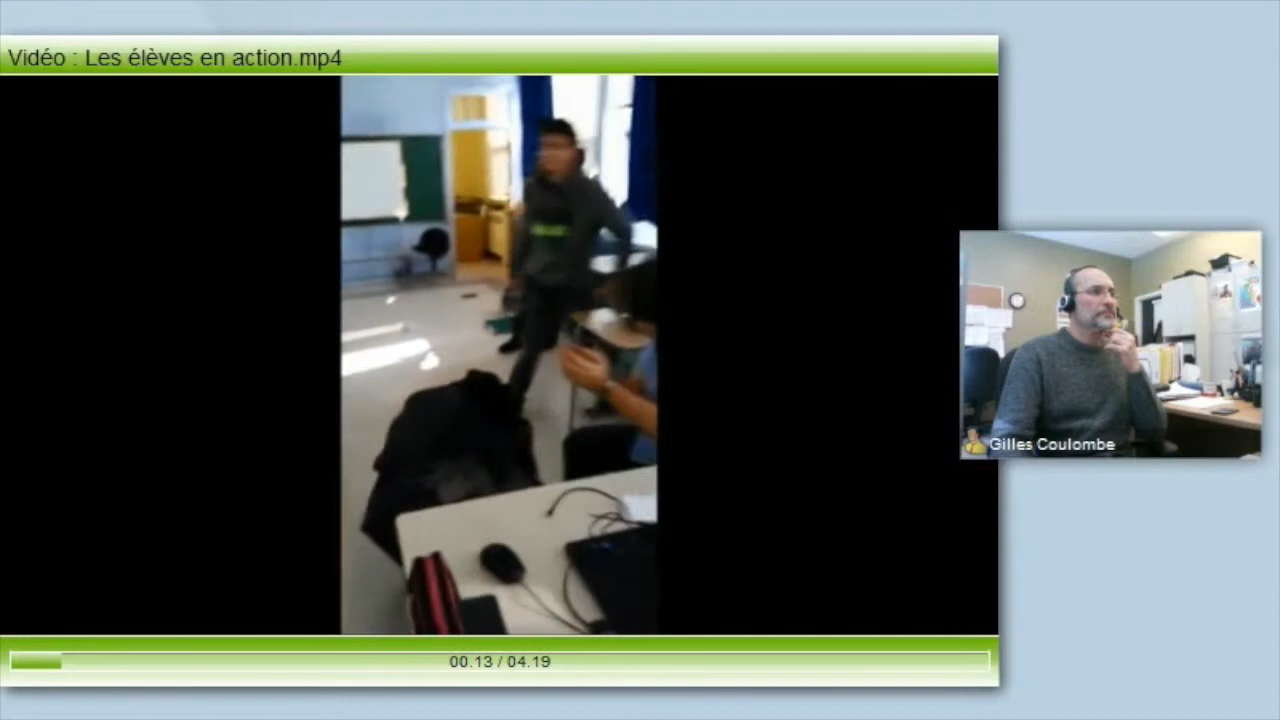 Vidéo : Les élèves en action.mp4
Gilles Coulombe
00.13 / 04.19